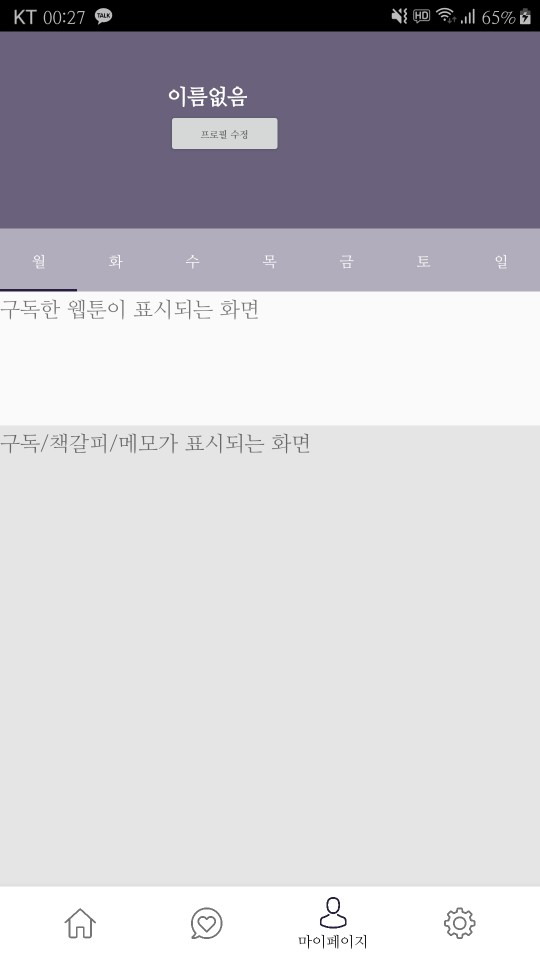 KT 00:27 TALK HD 65%
이름없음
프로필 수정
월 화 수 목 금 토 일
구독한 웹툰이 표시되는 화면
구독/책갈피/메모가 표시되는 화면
마이페이지